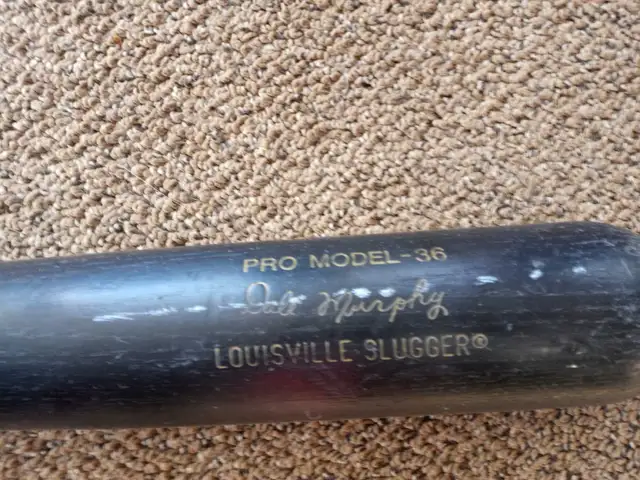 PRO MODEL-36
Dale Murphy
LOUISVILLE SLUGGER®